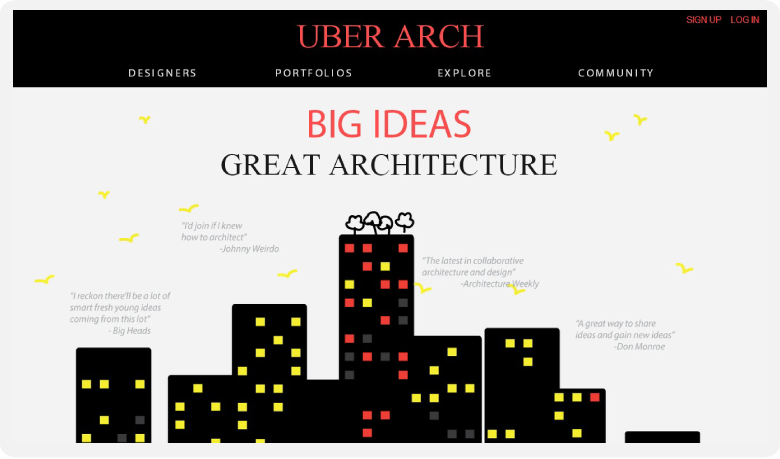 SIGN UP LOG IN
UBER ARCH
DESIGNERS PORTFOLIOS EXPLORE COMMUNITY
BIG IDEAS
GREAT ARCHITECTURE
"I'd Join if I knew
how to architect"
-Johnny Weirdo
"The latest in collaborative
architecture and design"
-Architecture Weekly
"I reckon there'll be a lot of
smart fresh young ideas
coming from this lot"
- Big Heads
"A great way to share
ideas and gain new ideas"
-Don Monroe